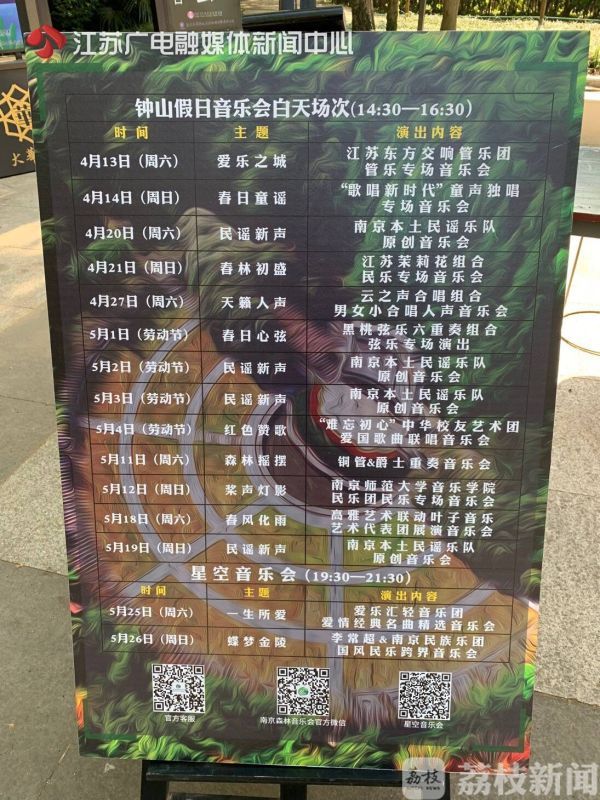 江苏广电融媒体新闻中心
钟山假日音乐会白天场次(14:30—16:30)
时间 主题 演出内容
4月13日（周六） 爱乐之城 江苏东方交响管乐团
管乐专场音乐会
4月14日（周日） 春日童谣 “歌唱新时代”童声独唱
专场音乐会
4月20日（周六） 民谣新声 南京本土民谣乐队
原创音乐会
4月21日（周日） 春林初盛 江苏茉莉花组合
民乐专场音乐会
4月27日（周六） 天籁人声 云之声合唱组合
男女小合唱人声音乐会
5月1日（劳动节） 春日心弦 黑桃弦乐六重奏组合
弦乐专场演出
5月2日（劳动节） 民谣新声 南京本土民谣乐队
原创音乐会
5月3日（劳动节） 民谣新声 南京本土民谣乐队
原创音乐会
5月4日（劳动节） 红色赞歌 “难忘初心”中华校友艺术团
爱国歌曲联唱音乐会
5月11日（周六） 森林摇摆 铜管&爵士重奏音乐会
5月12日（周日） 桨声灯影 南京师范大学音乐学院
民乐团民乐专场音乐会
5月18日（周六） 春风化雨 高雅艺术联动叶子音乐
艺术代表团展演音乐会
5月19日（周日） 民谣新声 南京本土民谣乐队
原创音乐会
星空音乐会（19:30—21:30）
时间 主题 演出内容
5月25日（周六） 一生所爱 爱乐汇轻音乐团
爱情经典名曲精选音乐会
5月26日（周日） 蝶梦金陵 李常超&南京民族乐团
国风民乐跨界音乐会
官方客服 南京森林音乐会官方微信 星空音乐会
荔枝新闻